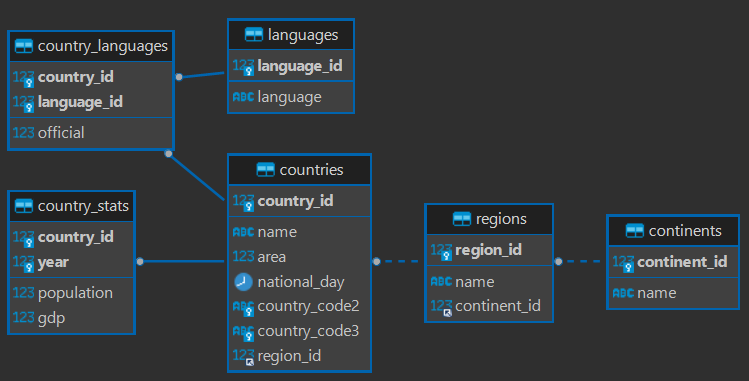 country_languages
123 country_id
123 language_id
123 official
languages
123 language_id
ABC language
country_stats
123 country_id
123 year
123 population
123 gdp
countries
123 country_id
ABC name
123 area
national_day
ABC country_code2
ABC country_code3
123 region_id
regions
123 region_id
ABC name
123 continent_id
continents
123 continent_id
ABC name